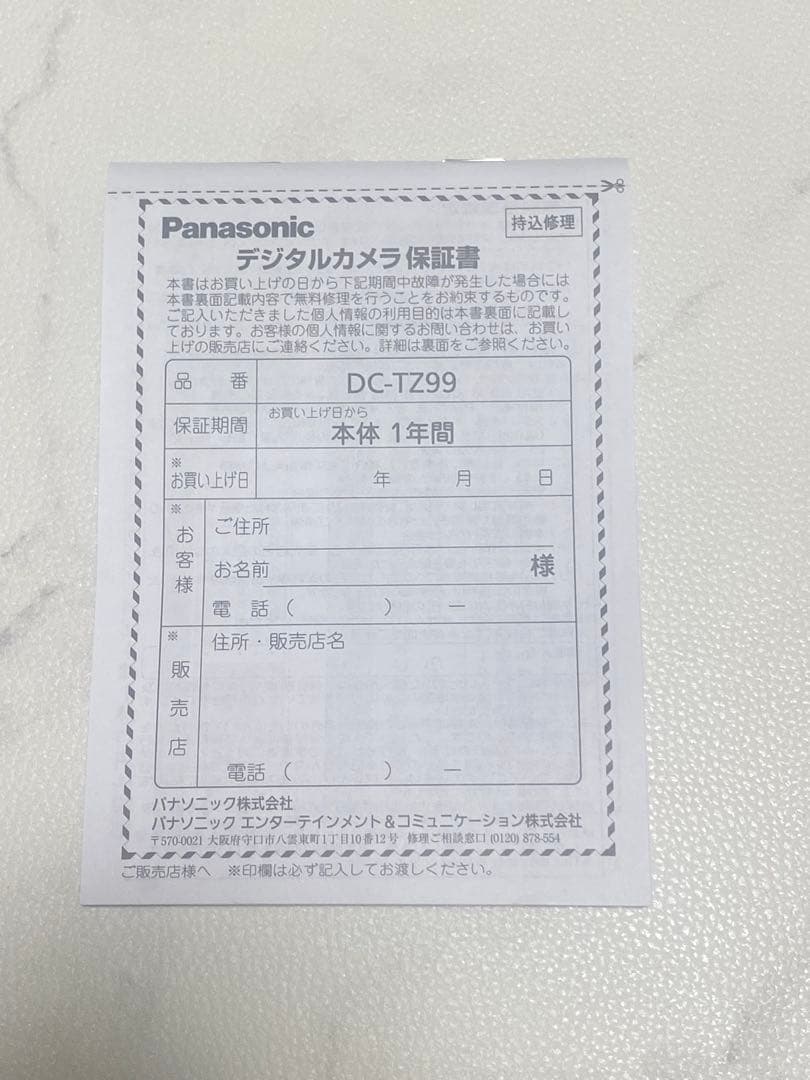 Panasonic
持込修理
デジタルカメラ保証書
本書はお買い上げの日から下記期間中故障が発生した場合には
本書裏面記載内容で無料修理を行うことをお約束するものです。
ご記入いただきました個人情報の利用目的は本書裏面に記載し
ております。お客様の個人情報に関するお問い合わせは、お買い
上げの販売店にご連絡ください。詳細は裏面をご参照ください。
品番 DC-TZ99
保証期間 お買い上げ日から
本体 1年間
※
お買い上げ日 年 月 日
※
お客様
ご住所
お名前 様
電話（ ） ー
※
販売店
住所・販売店名
電話（ ） ー
パナソニック株式会社
パナソニック エンターテインメント＆コミュニケーション株式会社
〒570-0021 大阪府守口市八雲東町1丁目10番12号 修理ご相談窓口 (0120) 878-554
ご販売店様へ ※印欄は必ず記入してお渡しください。